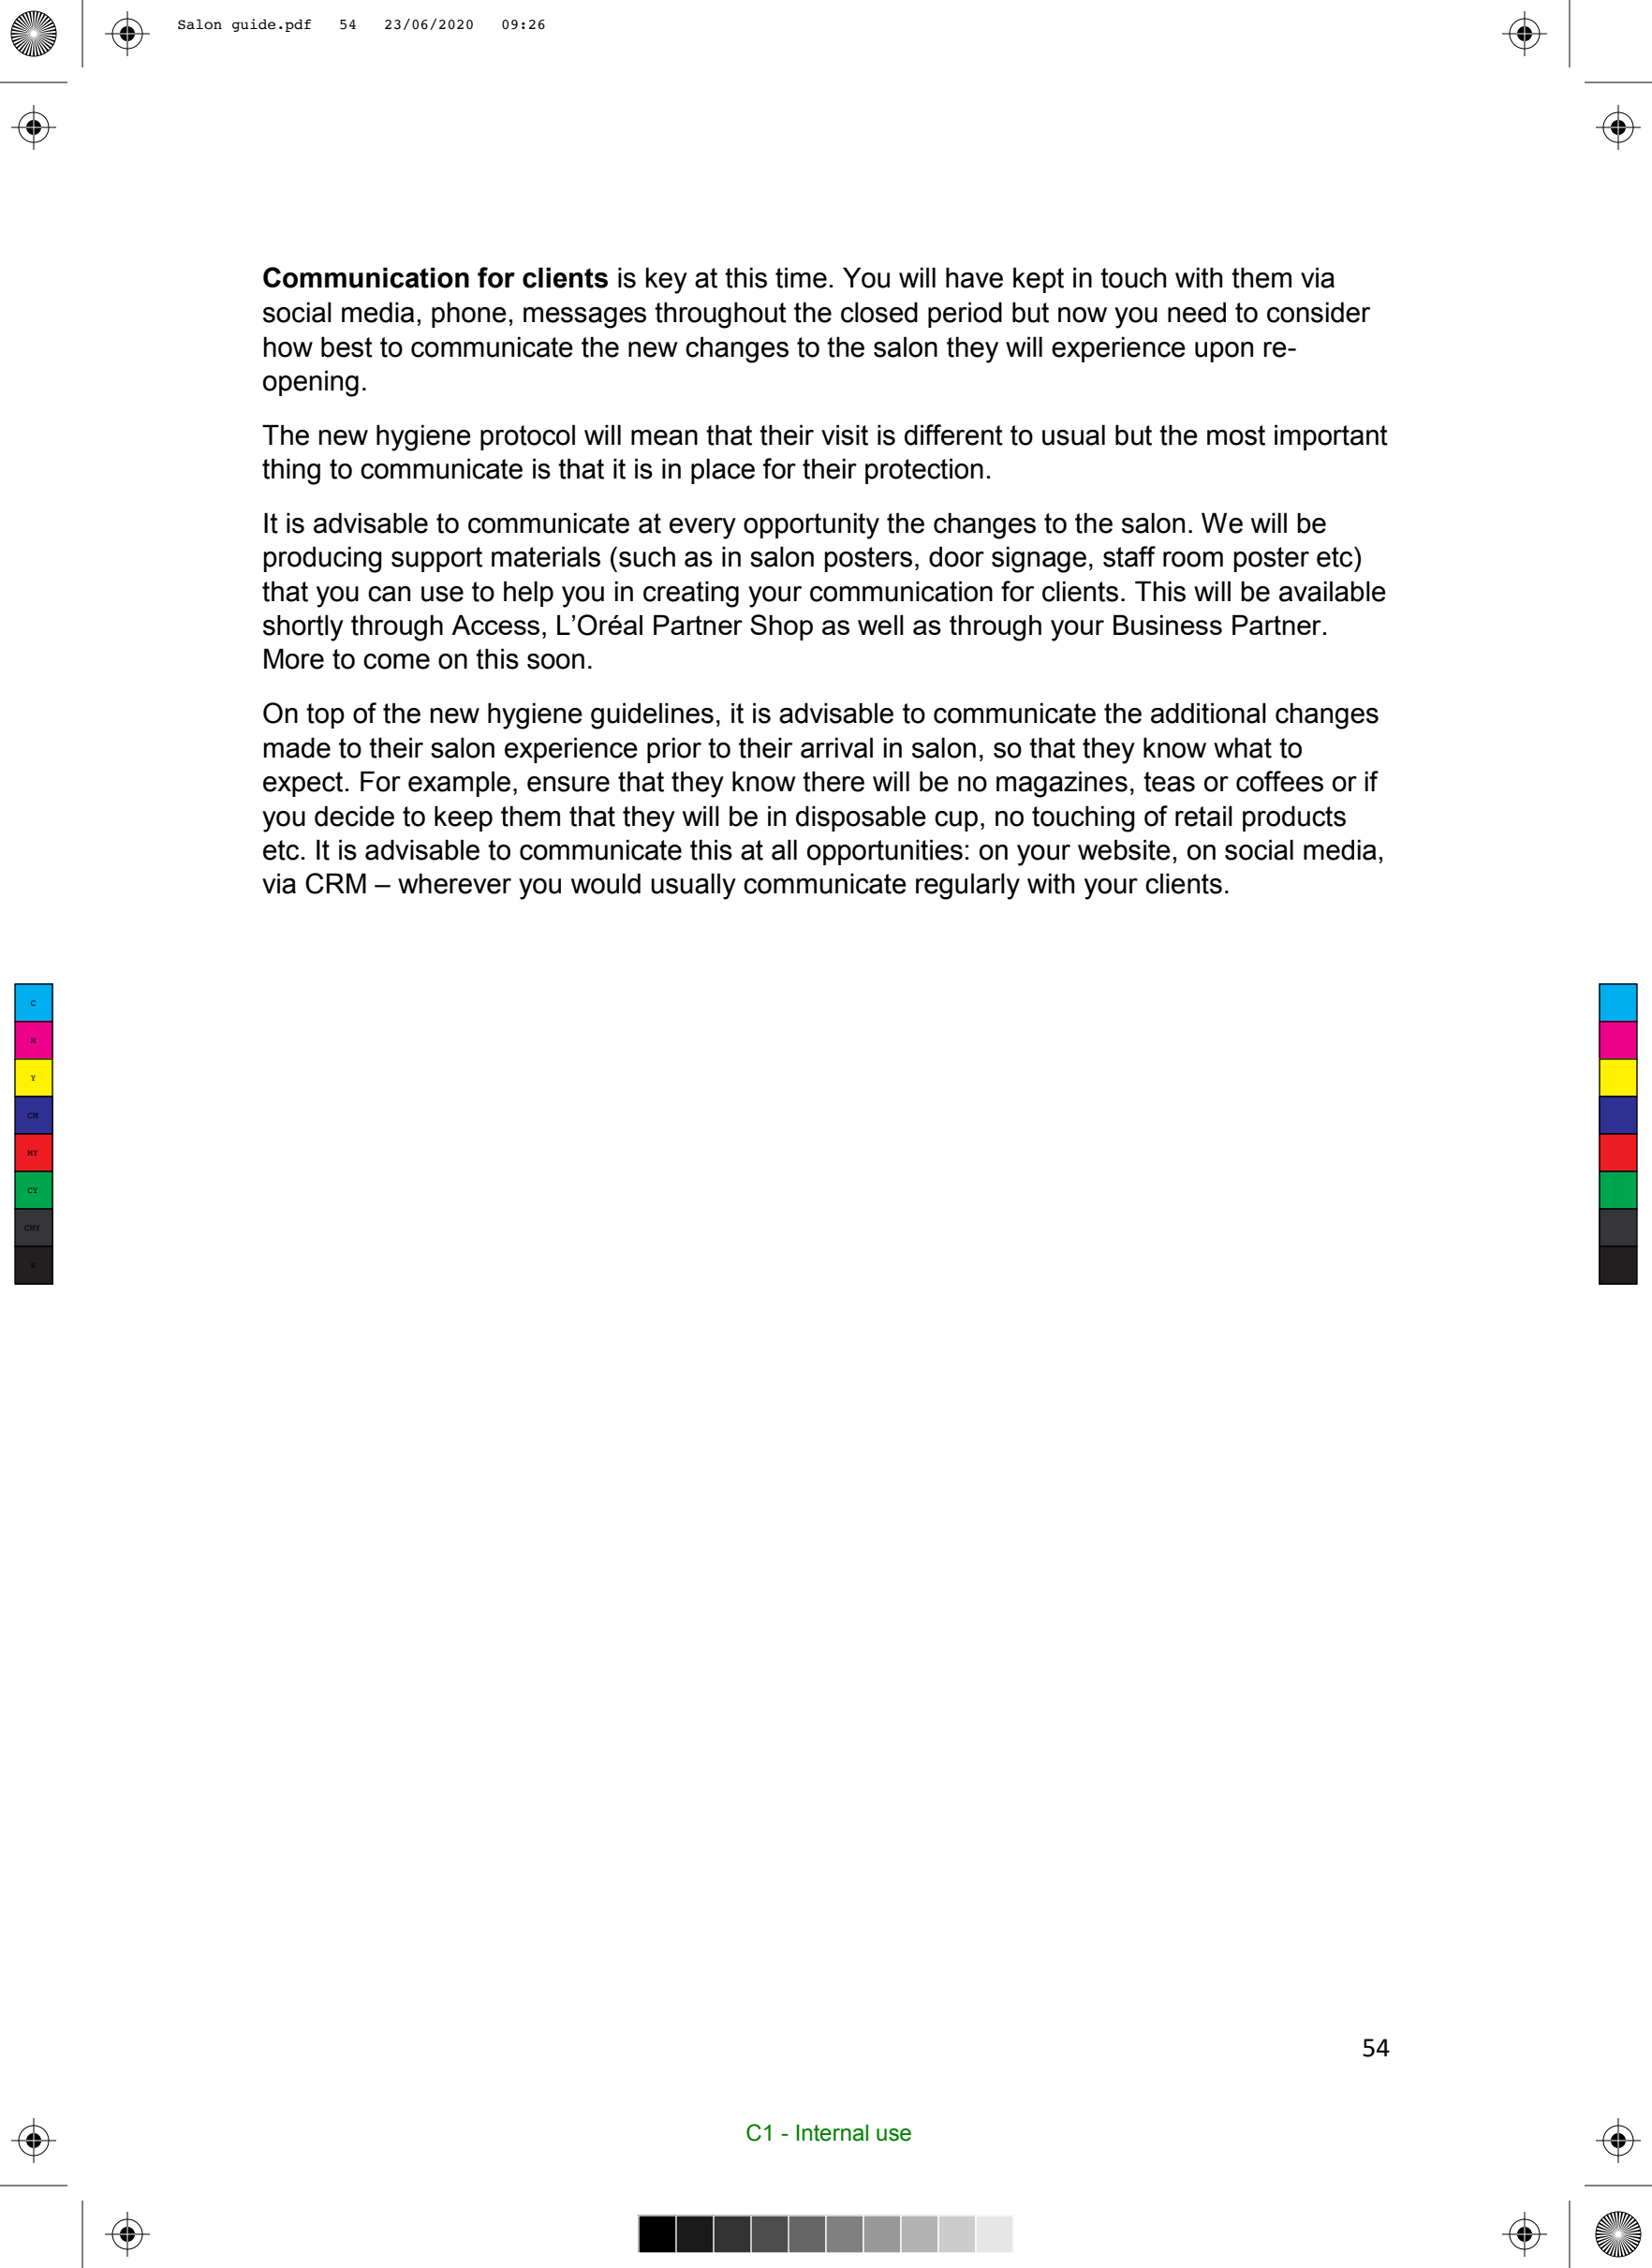 Salon guide.pdf   54   23/06/2020   09:26
Communication for clients is key at this time. You will have kept in touch with them via
social media, phone, messages throughout the closed period but now you need to consider
how best to communicate the new changes to the salon they will experience upon re-
opening.
The new hygiene protocol will mean that their visit is different to usual but the most important
thing to communicate is that it is in place for their protection.
It is advisable to communicate at every opportunity the changes to the salon. We will be
producing support materials (such as in salon posters, door signage, staff room poster etc)
that you can use to help you in creating your communication for clients. This will be available
shortly through Access, L’Oréal Partner Shop as well as through your Business Partner.
More to come on this soon.
On top of the new hygiene guidelines, it is advisable to communicate the additional changes
made to their salon experience prior to their arrival in salon, so that they know what to
expect. For example, ensure that they know there will be no magazines, teas or coffees or if
you decide to keep them that they will be in disposable cup, no touching of retail products
etc. It is advisable to communicate this at all opportunities: on your website, on social media,
via CRM – wherever you would usually communicate regularly with your clients.
C
M
Y
CM
MY
CY
CMY
K
54
C1 - Internal use